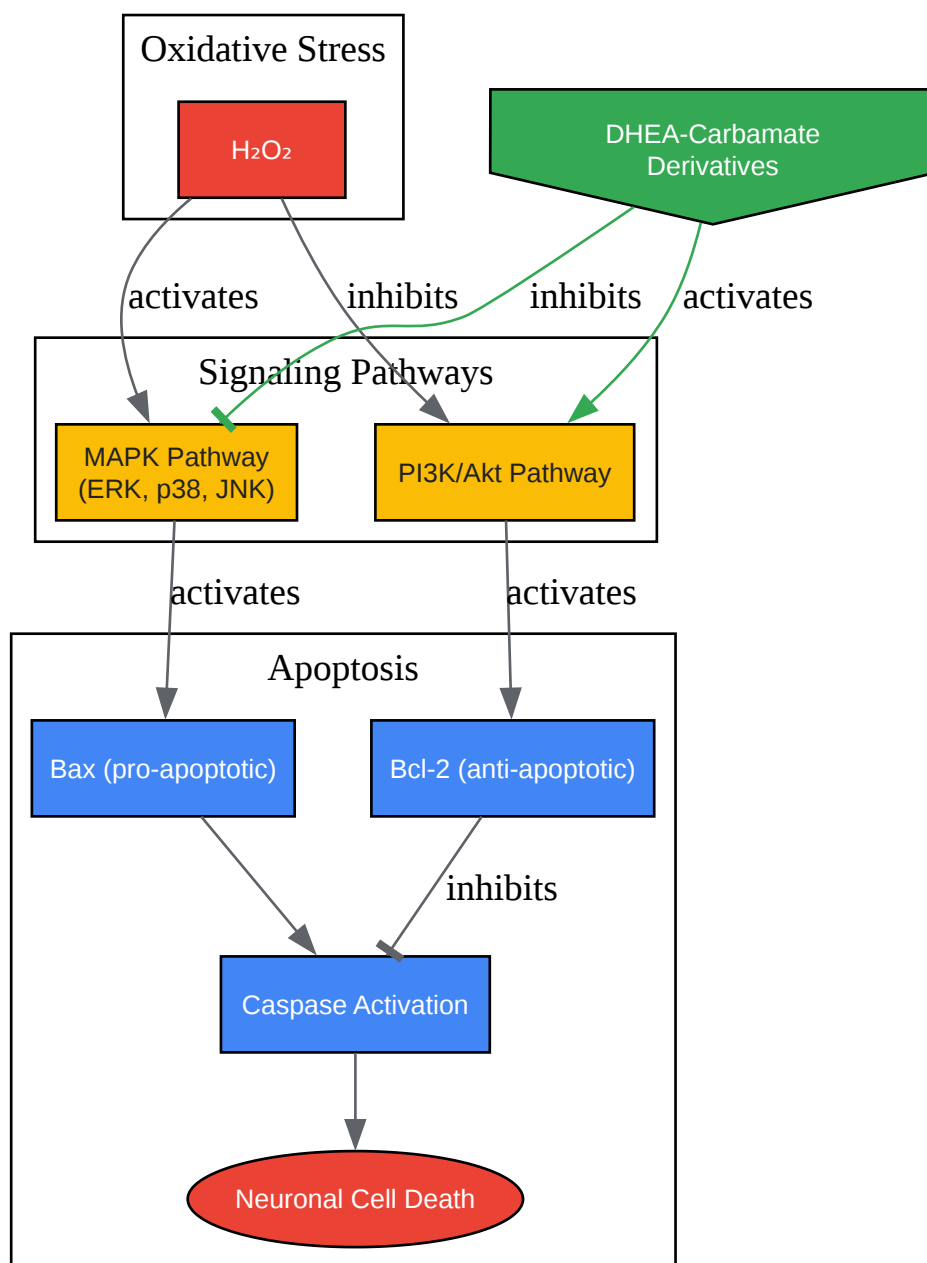 Oxidative Stress
H₂O₂
DHEA-Carbamate
Derivatives
activates
inhibits
inhibits
activates
Signaling Pathways
MAPK Pathway
(ERK, p38, JNK)
PI3K/Akt Pathway
activates
activates
Apoptosis
Bax (pro-apoptotic)
Bcl-2 (anti-apoptotic)
inhibits
Caspase Activation
Neuronal Cell Death